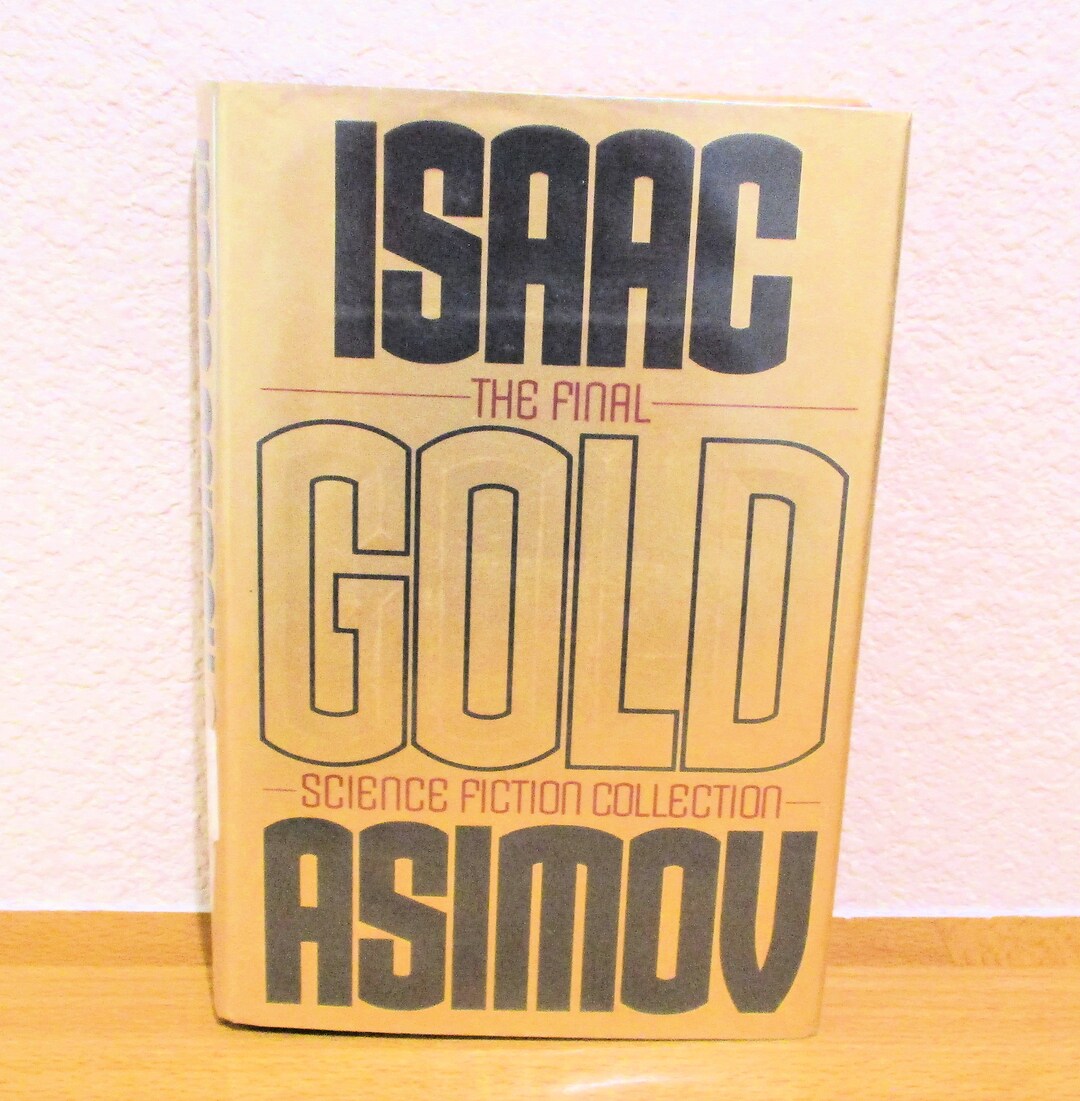 ISAAC
THE FINAL
GOLD
SCIENCE FICTION COLLECTION
ASIMOV